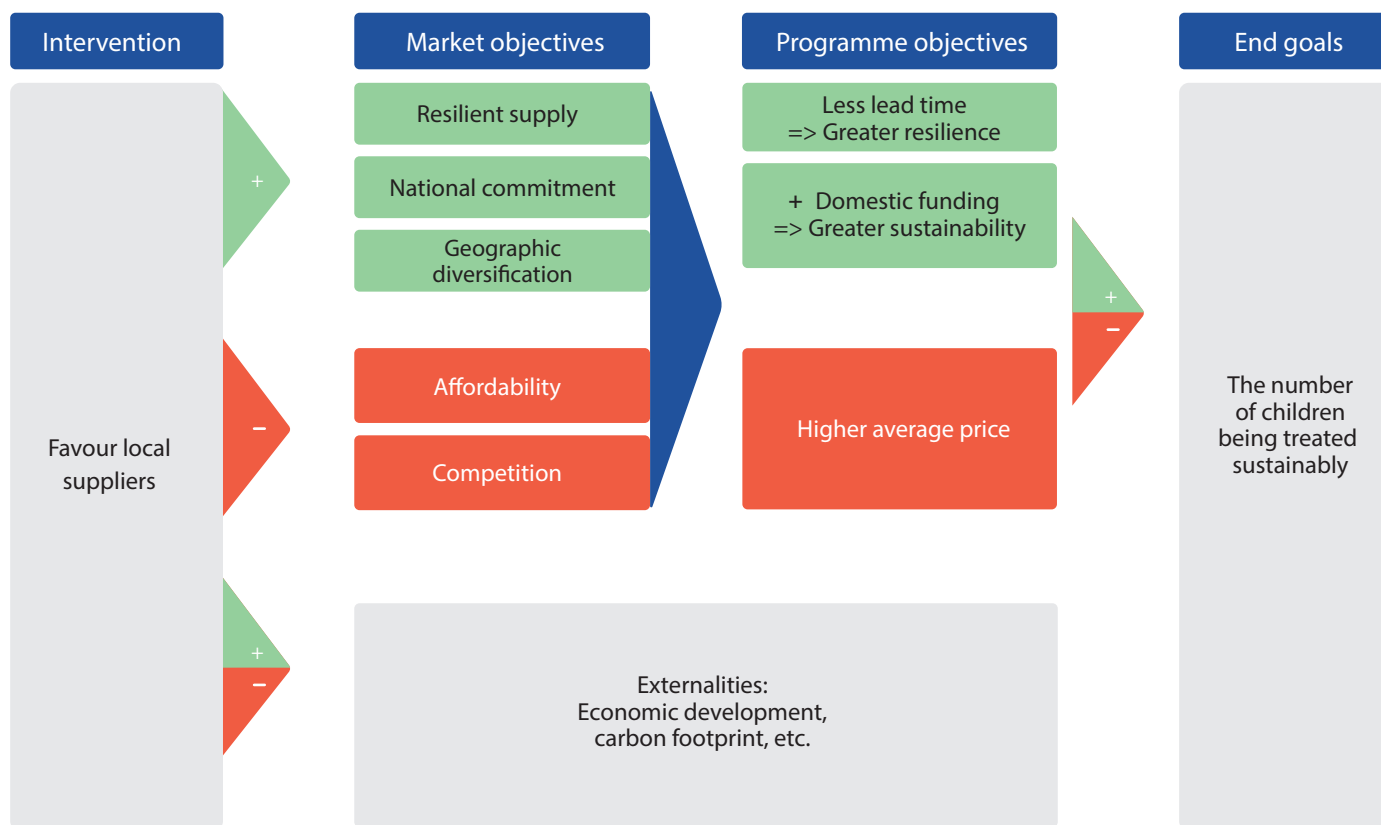 Intervention
Market objectives
Programme objectives
End goals
Favour local
suppliers
+
−
+
−
Resilient supply
National commitment
Geographic
diversification
Affordability
Competition
Less lead time
=> Greater resilience
+ Domestic funding
=> Greater sustainability
Higher average price
+
−
Externalities:
Economic development,
carbon footprint, etc.
The number
of children
being treated
sustainably